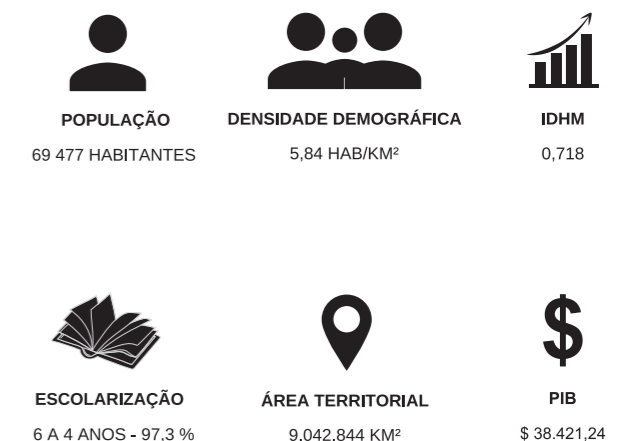 POPULAÇÃO
69 477 HABITANTES
DENSIDADE DEMOGRÁFICA
5,84 HAB/KM²
IDHM
0,718
ESCOLARIZAÇÃO
6 A 4 ANOS - 97,3 %
ÁREA TERRITORIAL
9.042,844 KM²
$
PIB
$ 38.421,24